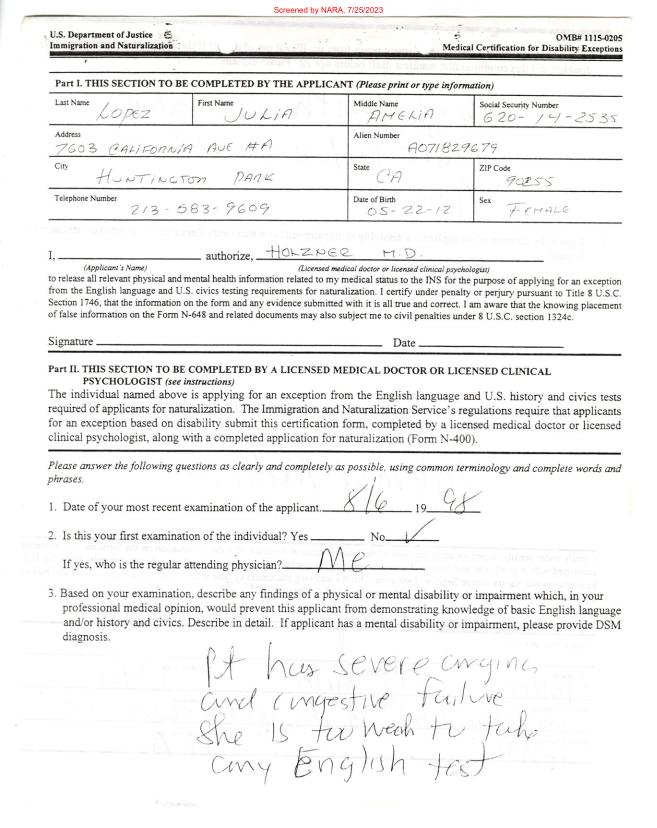 Screened by NARA, 7/25/2023
U.S. Department of Justice OMB# 1115-0205
Immigration and Naturalization Medical Certification for Disability Exceptions
Part I. THIS SECTION TO BE COMPLETED BY THE APPLICANT (Please print or type information)
Last Name First Name Middle Name Social Security Number
LOPEZ JULIA AMELIA 620-14-2535
Address Alien Number
7603 CALIFORNIA AVE #A A071829679
City State ZIP Code
HUNTINGTON PARK CA 90255
Telephone Number Date of Birth Sex
213-583-9609 05-22-12 FEMALE
I, authorize, HOLZNER M.D.
(Applicant's Name) (Licensed medical doctor or licensed clinical psychologist)
to release all relevant physical and mental health information related to my medical status to the INS for the purpose of applying for an exception
from the English language and U.S. civics testing requirements for naturalization. I certify under penalty or perjury pursuant to Title 8 U.S.C.
Section 1746, that the information on the form and any evidence submitted with it is all true and correct. I am aware that the knowing placement
of false information on the Form N-648 and related documents may also subject me to civil penalties under 8 U.S.C. section 1324c.
Signature Date
Part II. THIS SECTION TO BE COMPLETED BY A LICENSED MEDICAL DOCTOR OR LICENSED CLINICAL
PSYCHOLOGIST (see instructions)
The individual named above is applying for an exception from the English language and U.S. history and civics tests
required of applicants for naturalization. The Immigration and Naturalization Service's regulations require that applicants
for an exception based on disability submit this certification form, completed by a licensed medical doctor or licensed
clinical psychologist, along with a completed application for naturalization (Form N-400).
Please answer the following questions as clearly and completely as possible, using common terminology and complete words and
phrases.
1. Date of your most recent examination of the applicant. 8/6 19 98
2. Is this your first examination of the individual? Yes No ✓
If yes, who is the regular attending physician? Me
3. Based on your examination, describe any findings of a physical or mental disability or impairment which, in your
professional medical opinion, would prevent this applicant from demonstrating knowledge of basic English language
and/or history and civics. Describe in detail. If applicant has a mental disability or impairment, please provide DSM
diagnosis.
Pt has severe angina
and congestive failure
She is too weak to take
any English test